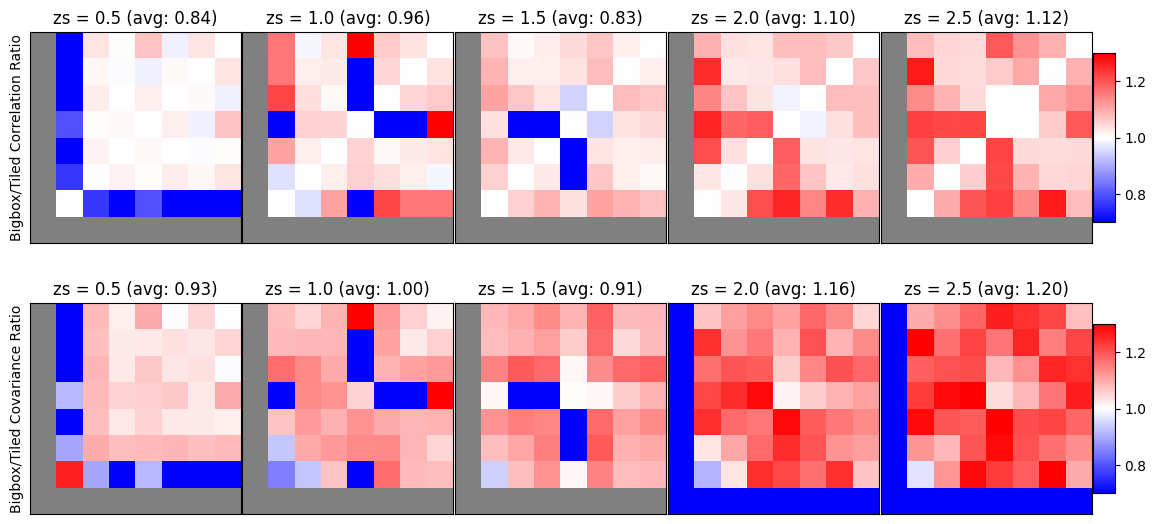 zs = 0.5 (avg: 0.84)
zs = 1.0 (avg: 0.96)
zs = 1.5 (avg: 0.83)
zs = 2.0 (avg: 1.10)
zs = 2.5 (avg: 1.12)
Bigbox/Tiled Correlation Ratio
1.2
1.0
0.8
zs = 0.5 (avg: 0.93)
zs = 1.0 (avg: 1.00)
zs = 1.5 (avg: 0.91)
zs = 2.0 (avg: 1.16)
zs = 2.5 (avg: 1.20)
Bigbox/Tiled Covariance Ratio
1.2
1.0
0.8